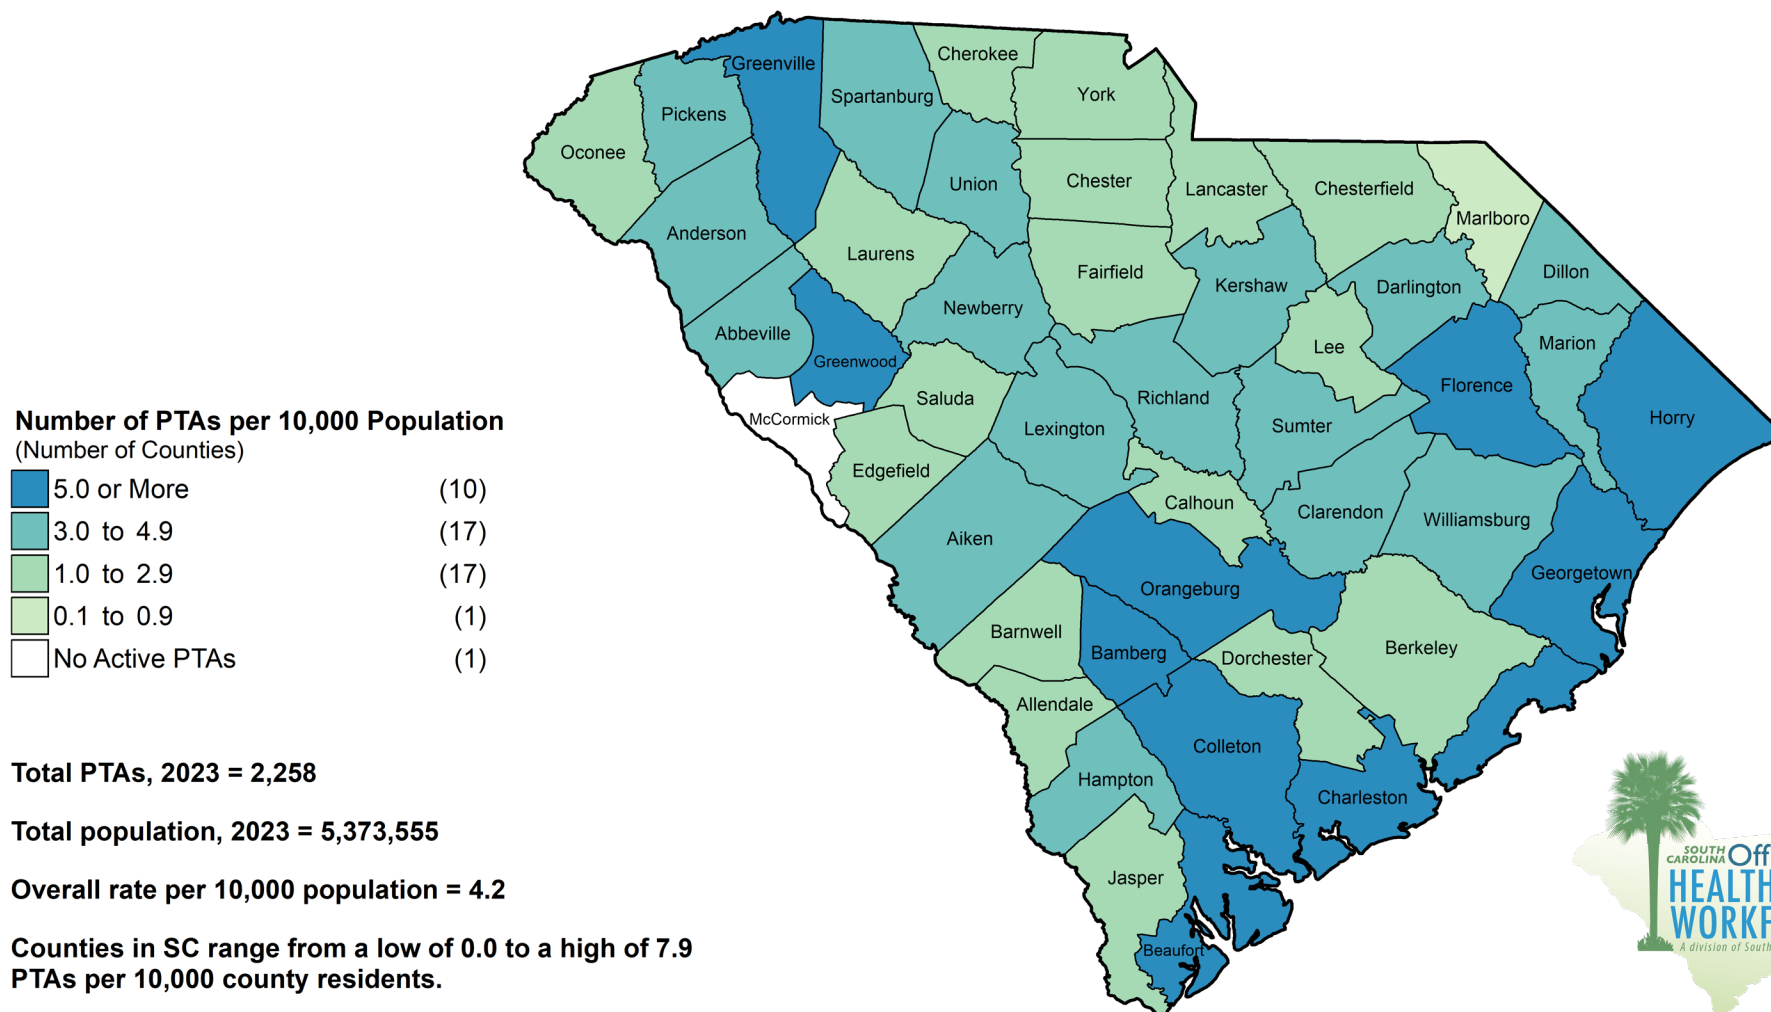 Greenville
Cherokee
Spartanburg
York
Pickens
Oconee
Union
Chester
Lancaster
Chesterfield
Marlboro
Anderson
Laurens
Fairfield
Kershaw
Darlington
Dillon
Newberry
Abbeville
Greenwood
Lee
Marion
Florence
Saluda
Richland
McCormick
Lexington
Sumter
Horry
Edgefield
Calhoun
Clarendon
Williamsburg
Aiken
Georgetown
Orangeburg
Barnwell
Bamberg
Dorchester
Berkeley
Allendale
Colleton
Hampton
Charleston
Jasper
Beaufort
Number of PTAs per 10,000 Population
(Number of Counties)
5.0 or More (10)
3.0 to 4.9 (17)
1.0 to 2.9 (17)
0.1 to 0.9 (1)
No Active PTAs (1)
Total PTAs, 2023 = 2,258
Total population, 2023 = 5,373,555
Overall rate per 10,000 population = 4.2
Counties in SC range from a low of 0.0 to a high of 7.9
PTAs per 10,000 county residents.
SOUTH
CAROLINA Off
HEALTH
WORKF
A division of South